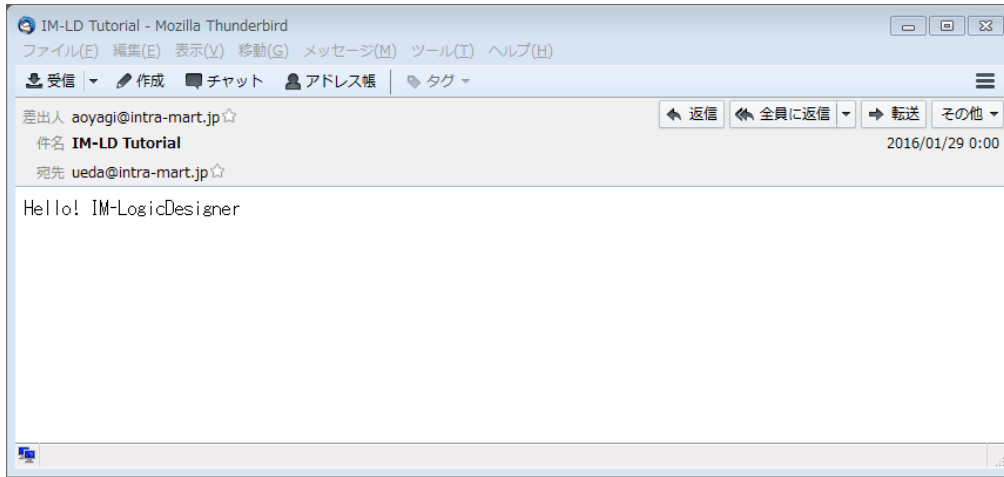 IM-LD Tutorial - Mozilla Thunderbird
ファイル(F) 編集(E) 表示(V) 移動(G) メッセージ(M) ツール(T) ヘルプ(H)
受信 作成 チャット アドレス帳 タグ
差出人 aoyagi@intra-mart.jp 返信 全員に返信 転送 その他
件名 IM-LD Tutorial 2016/01/29 0:00
宛先 ueda@intra-mart.jp
Hello! IM-LogicDesigner